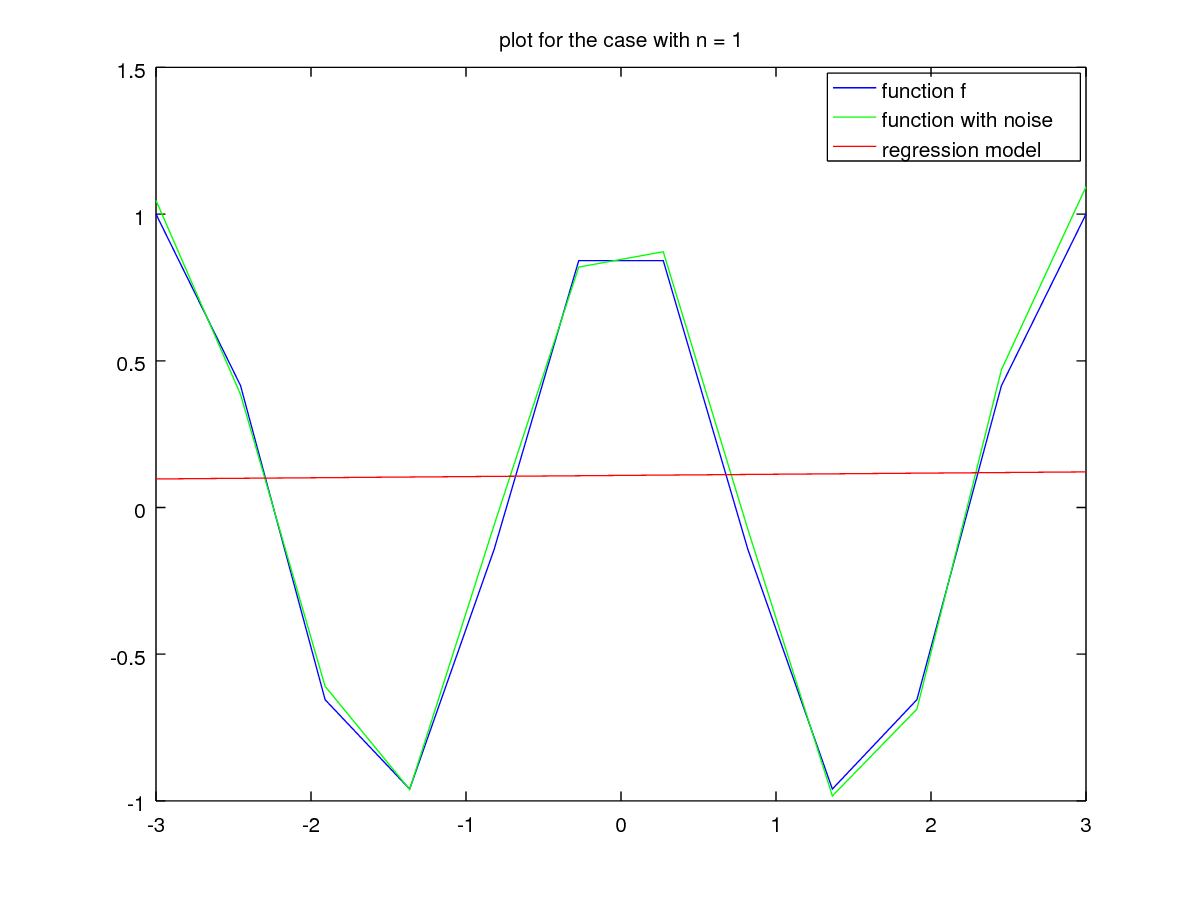 plot for the case with n = 1
function f
function with noise
regression model
1.5
1
0.5
0
-0.5
-1
-3 -2 -1 0 1 2 3